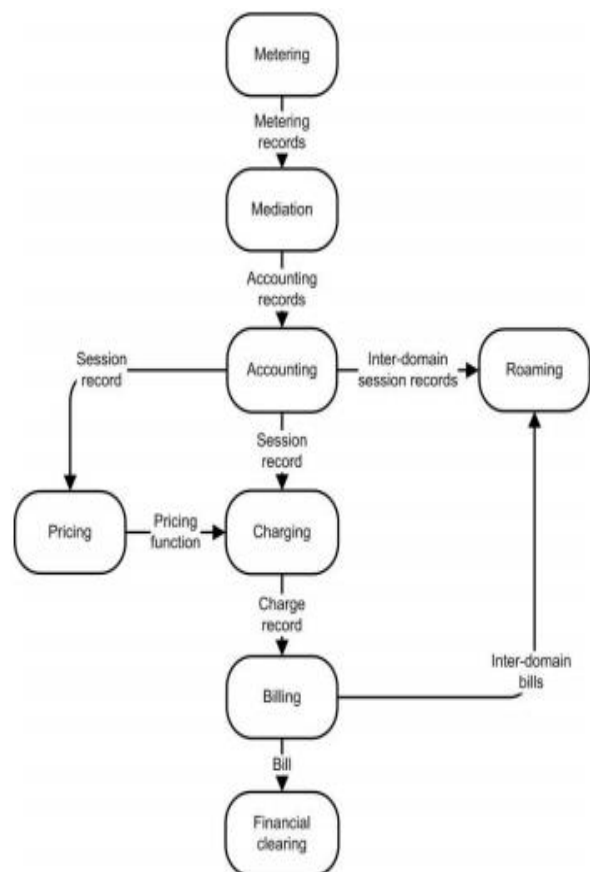 Metering
Metering
records
Mediation
Accounting
records
Session
record
Accounting
Inter-domain
session records
Roaming
Session
record
Pricing
Pricing
function
Charging
Charge
record
Inter-domain
bills
Billing
Bill
Financial
clearing